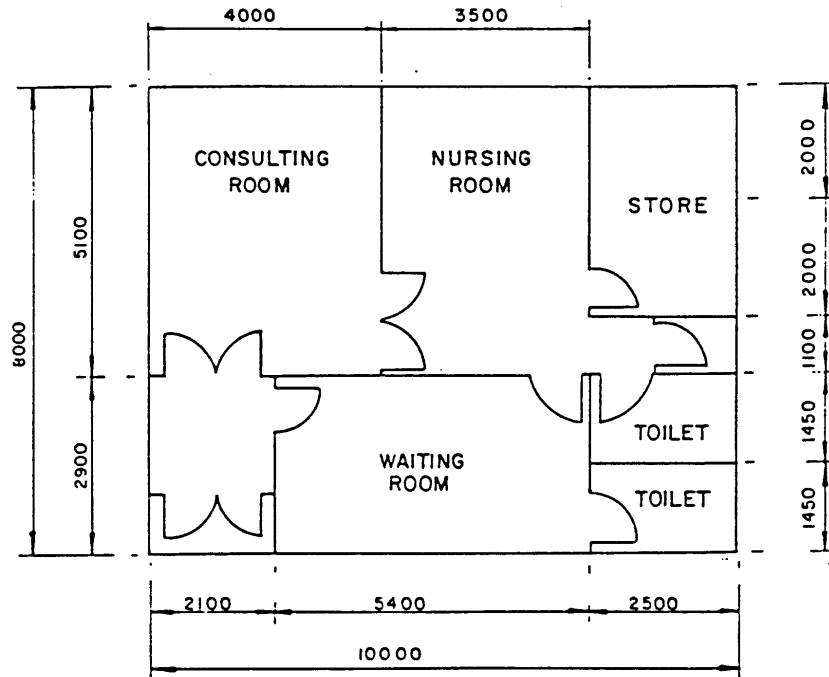 4000
3500
CONSULTING
ROOM
NURSING
ROOM
STORE
2000
5100
2000
8000
1100
1450
TOILET
WAITING
ROOM
2900
TOILET
1450
2100
5400
2500
10000